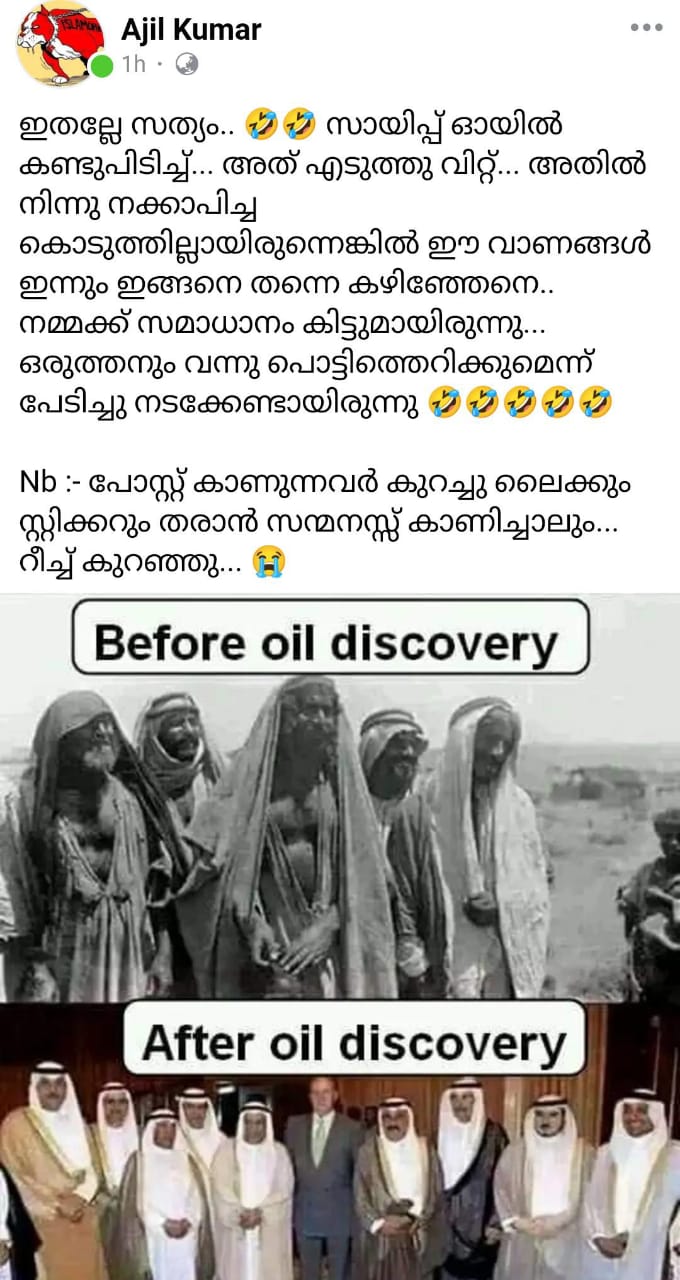 Ajil Kumar
1h ·
ഇതല്ലേ സത്യം.. 🤣🤣 സായിപ്പ് ഓയിൽ
കണ്ടുപിടിച്ച്... അത് എടുത്തു വിറ്റ്... അതിൽ
നിന്നു നക്കാപിച്ച
കൊടുത്തില്ലായിരുന്നെങ്കിൽ ഈ വാണങ്ങൾ
ഇന്നും ഇങ്ങനെ തന്നെ കഴിഞ്ഞേനെ..
നമ്മക്ക് സമാധാനം കിട്ടുമായിരുന്നു...
ഒരുത്തനും വന്നു പൊട്ടിത്തെറിക്കുമെന്ന്
പേടിച്ചു നടക്കേണ്ടായിരുന്നു 🤣🤣🤣🤣🤣
Nb :- പോസ്റ്റ് കാണുന്നവർ കുറച്ചു ലൈക്കും
സ്റ്റിക്കറും തരാൻ സന്മനസ്സ് കാണിച്ചാലും...
റീച്ച് കുറഞ്ഞു... 😭
Before oil discovery
After oil discovery